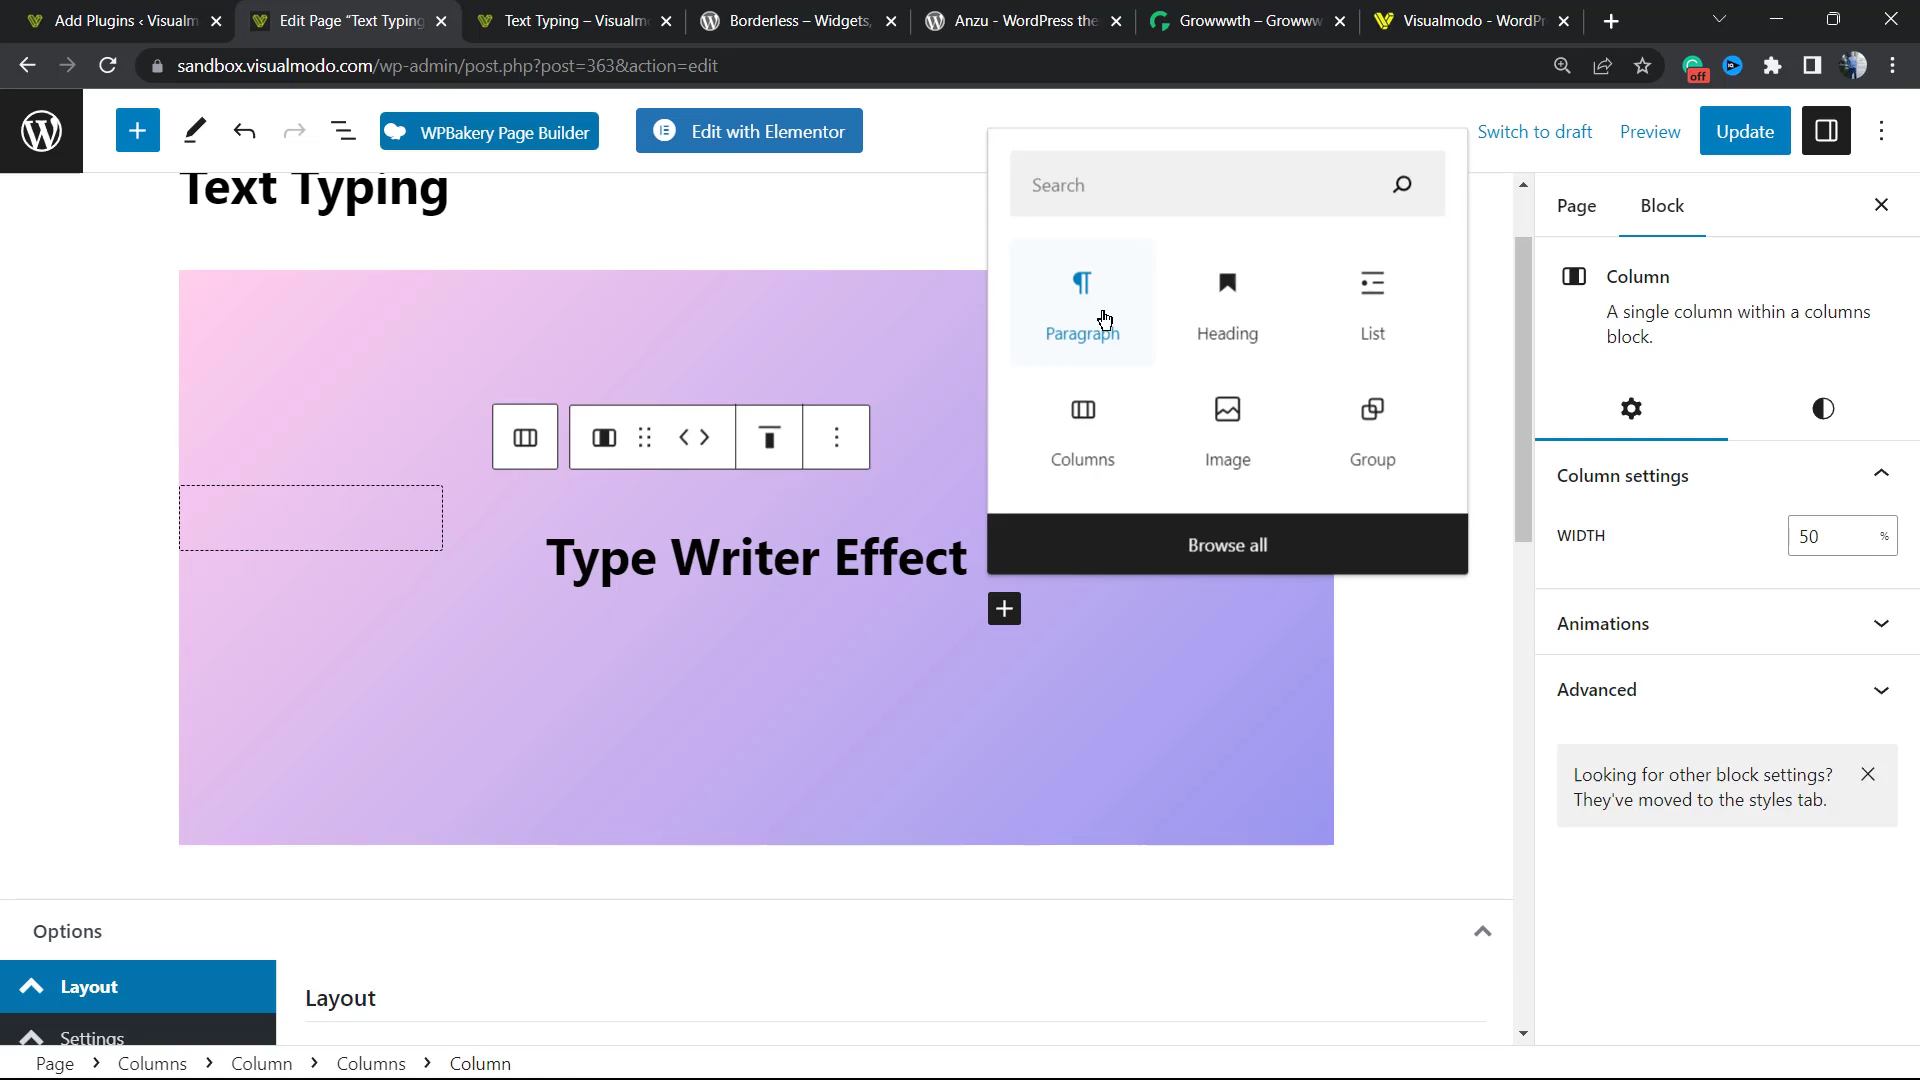 Add Plugins ‹ Visualm
Edit Page "Text Typing
Text Typing – Visualm
Borderless – Widgets,
Anzu - WordPress the
Growwwth – Growww
Visualmodo - WordPr
sandbox.visualmodo.com/wp-admin/post.php?post=363&action=edit
off
WPBakery Page Builder
Edit with Elementor
Switch to draft
Preview
Update
Text Typing
Search
Paragraph
Heading
List
Columns
Image
Group
Browse all
Type Writer Effect
Page
Block
Column
A single column within a columns
block.
Column settings
WIDTH
50
%
Animations
Advanced
Looking for other block settings?
They've moved to the styles tab.
Options
Layout
Layout
Settings
Page › Columns › Column › Columns › Column